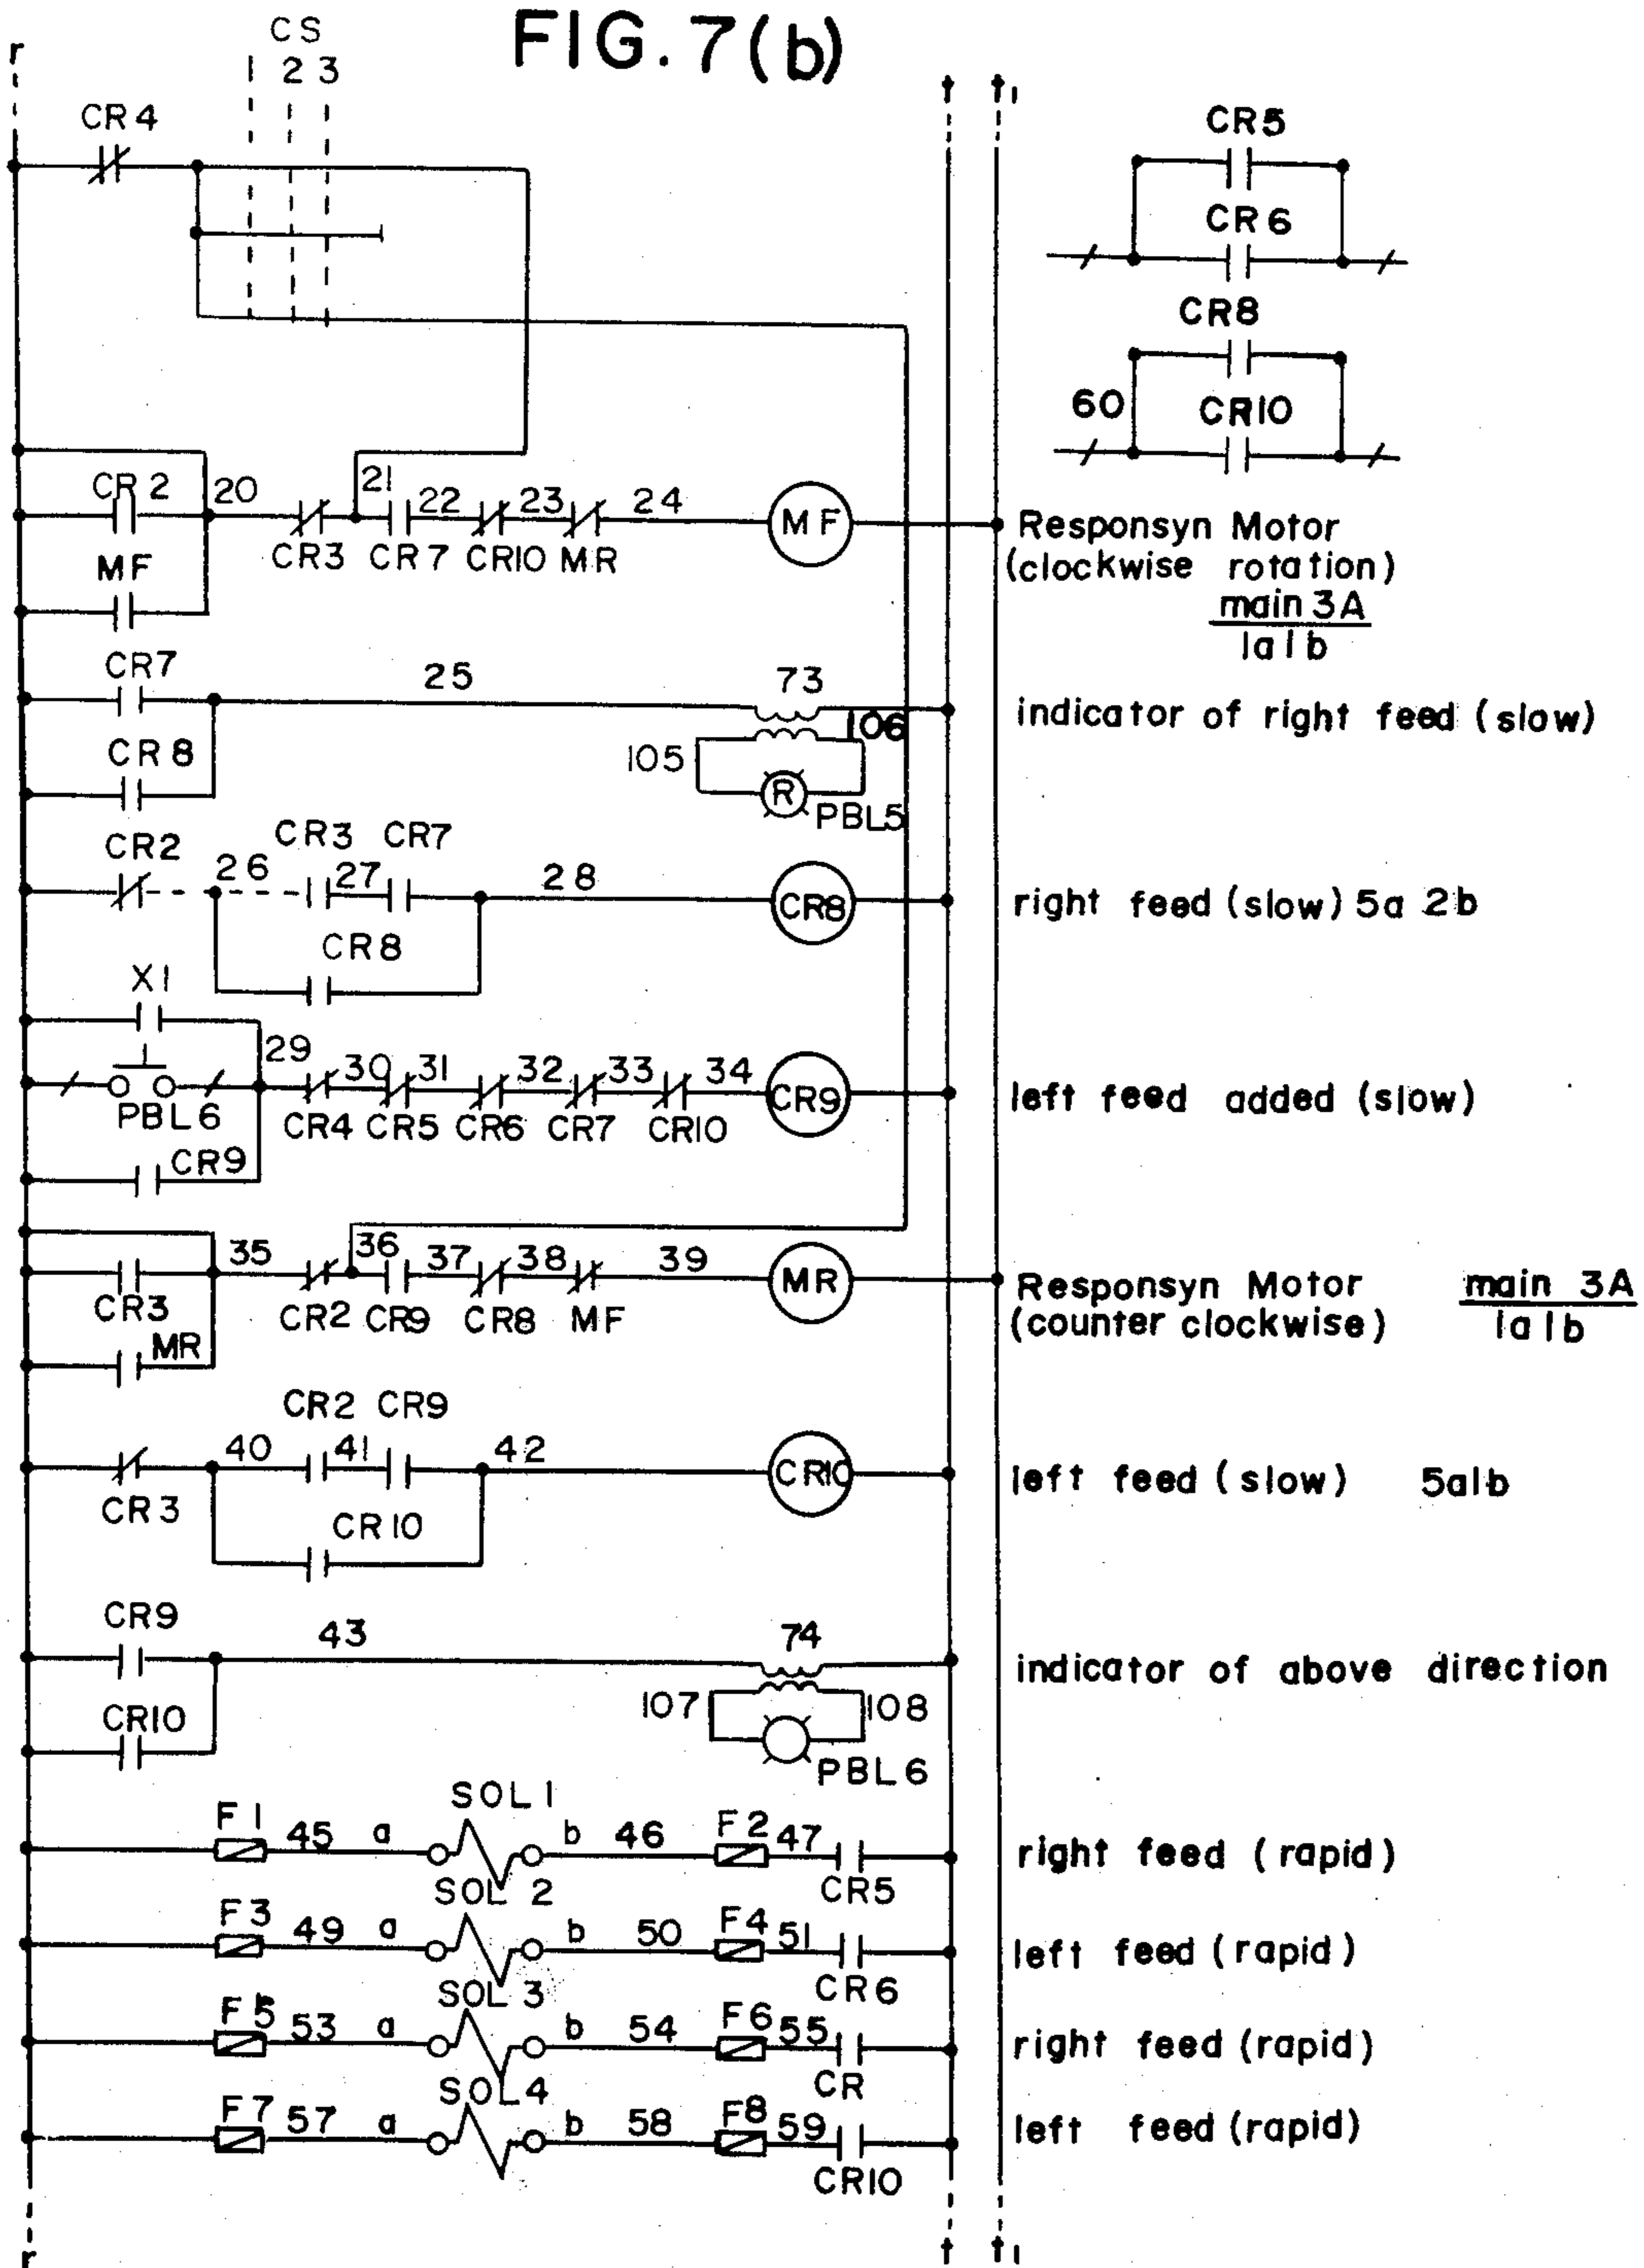 FIG. 7(b)
r
CS
1 2 3
t t1
CR4
CR5
CR6
CR8
60 CR10
CR2 20 21 22 23 24
CR3 CR7 CR10 MR
MF
MF
Responsyn Motor
(clockwise rotation)
main 3A
1a1b
CR7 25 73
indicator of right feed (slow)
CR8 105 106
R
PBL5
CR2 26 CR3 27 CR7 28
CR8
right feed (slow) 5a 2b
CR8
X1
29 30 31 32 33 34
PBL6 CR4 CR5 CR6 CR7 CR10
CR9
left feed added (slow)
CR9
35 36 37 38 39
CR3 CR2 CR9 CR8 MF
MR
MR
Responsyn Motor main 3A
(counter clockwise) 1a1b
CR2 CR9
40 41 42
CR3
CR10
CR10
left feed (slow) 5a1b
CR9 43 74
indicator of above direction
CR10 107 108
PBL6
SOL1
F1 45 a b 46 F2 47
CR5
right feed (rapid)
SOL 2
F3 49 a b 50 F4 51
CR6
left feed (rapid)
SOL 3
F5 53 a b 54 F6 55
CR
right feed (rapid)
SOL4
F7 57 a b 58 F8 59
CR10
left feed (rapid)
r t t1